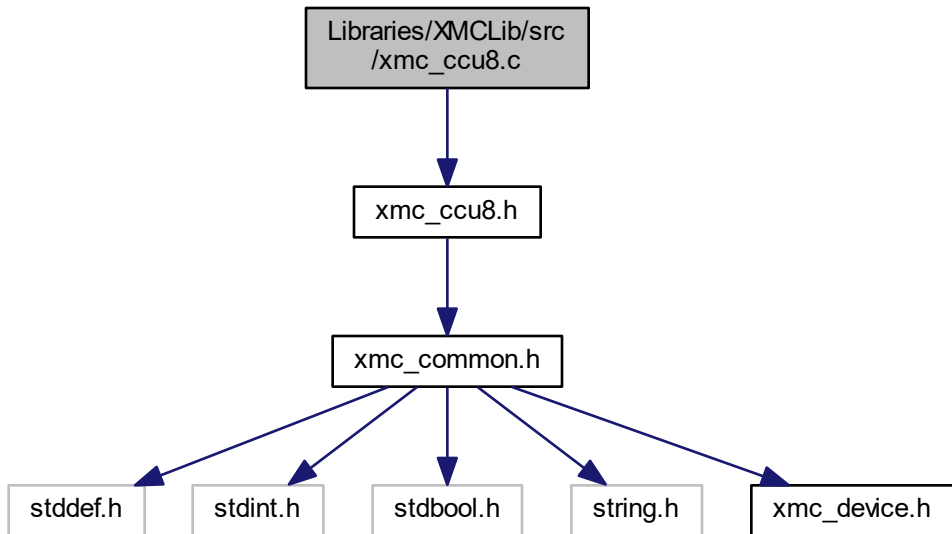 Libraries/XMCLib/src
/xmc_ccu8.c
xmc_ccu8.h
xmc_common.h
stddef.h
stdint.h
stdbool.h
string.h
xmc_device.h